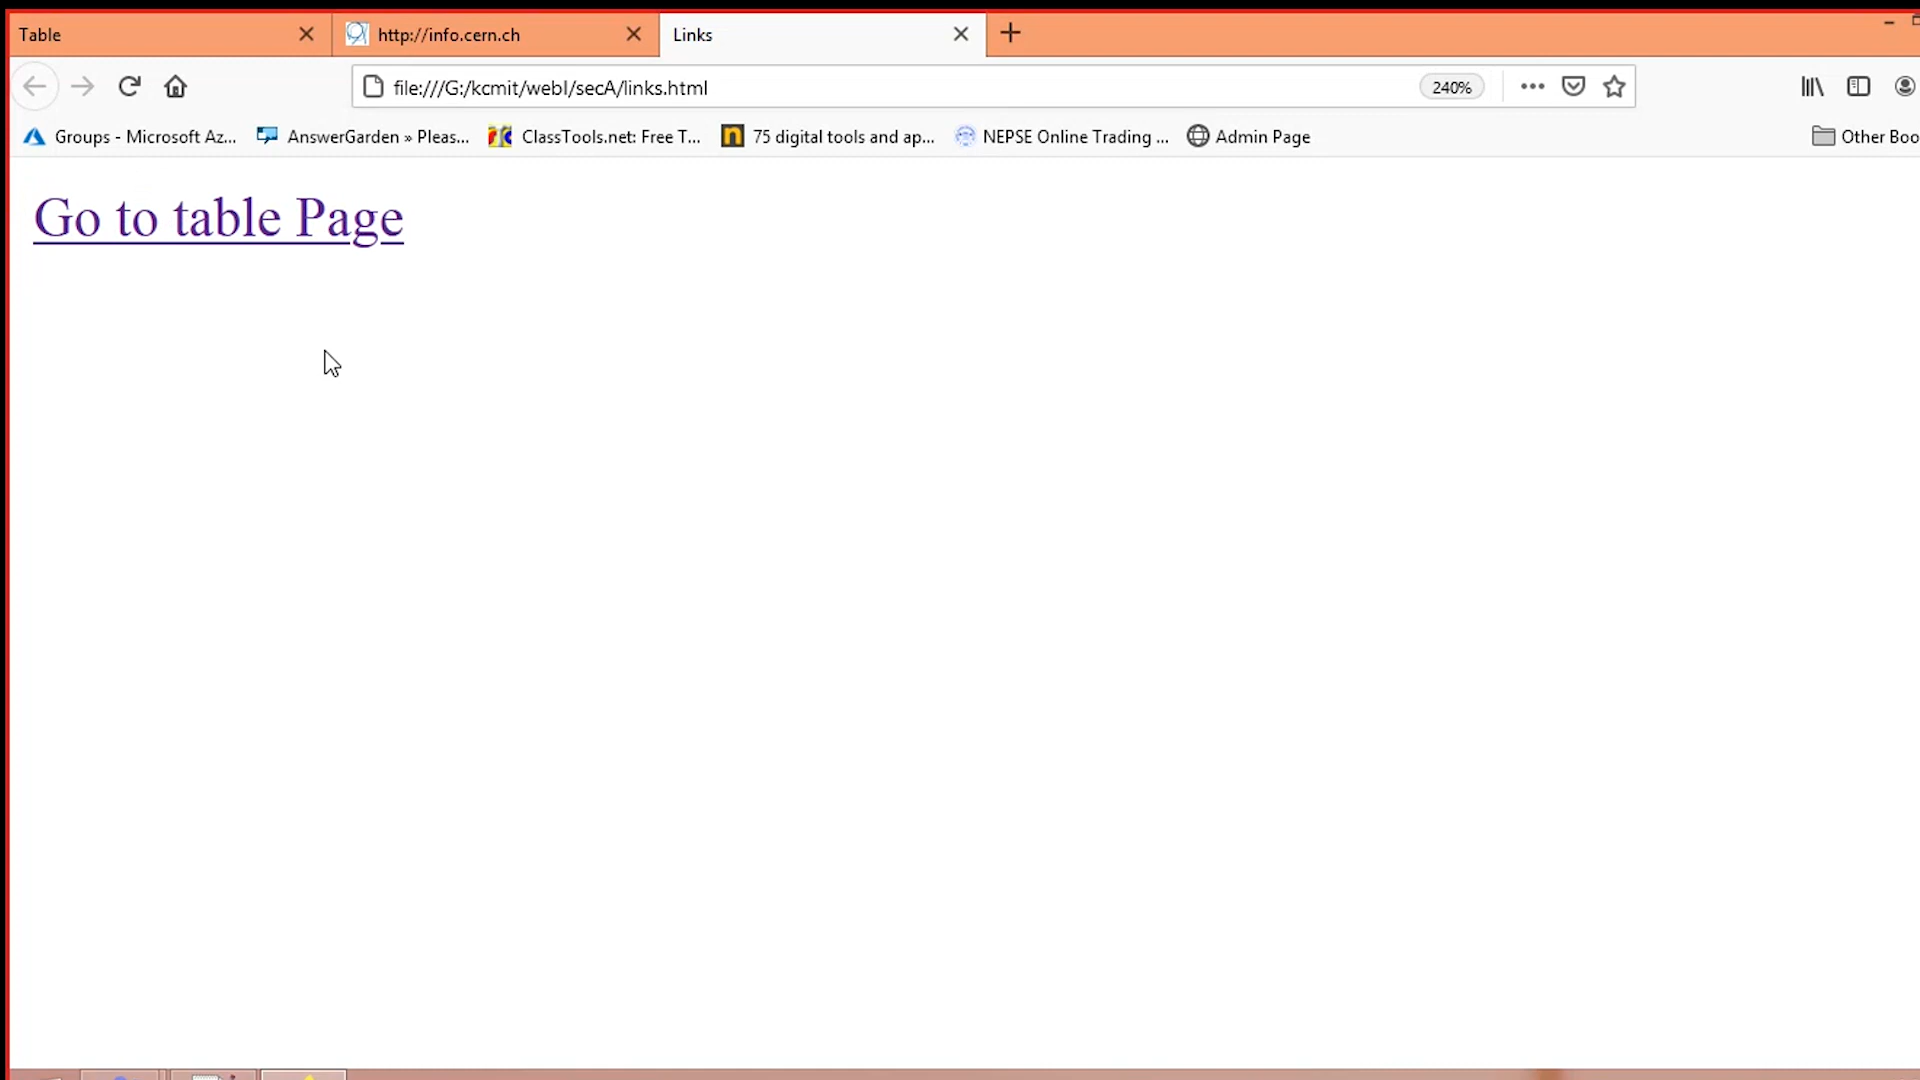 Table
http://info.cern.ch
Links
file:///G:/kcmit/webI/secA/links.html
240%
Groups - Microsoft Az...
AnswerGarden » Pleas...
ClassTools.net: Free T...
75 digital tools and ap...
NEPSE Online Trading ...
Admin Page
Other Boo
Go to table Page